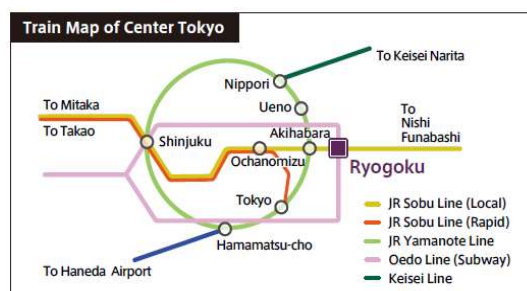 Train Map of Center Tokyo
To Keisei Narita
Nippori
Ueno
To Mitaka
To Takao
Shinjuku
Akihabara
Ochanomizu
To
Nishi
Funabashi
Ryogoku
Tokyo
Hamamatsu-cho
To Haneda Airport
JR Sobu Line (Local)
JR Sobu Line (Rapid)
JR Yamanote Line
Oedo Line (Subway)
Keisei Line